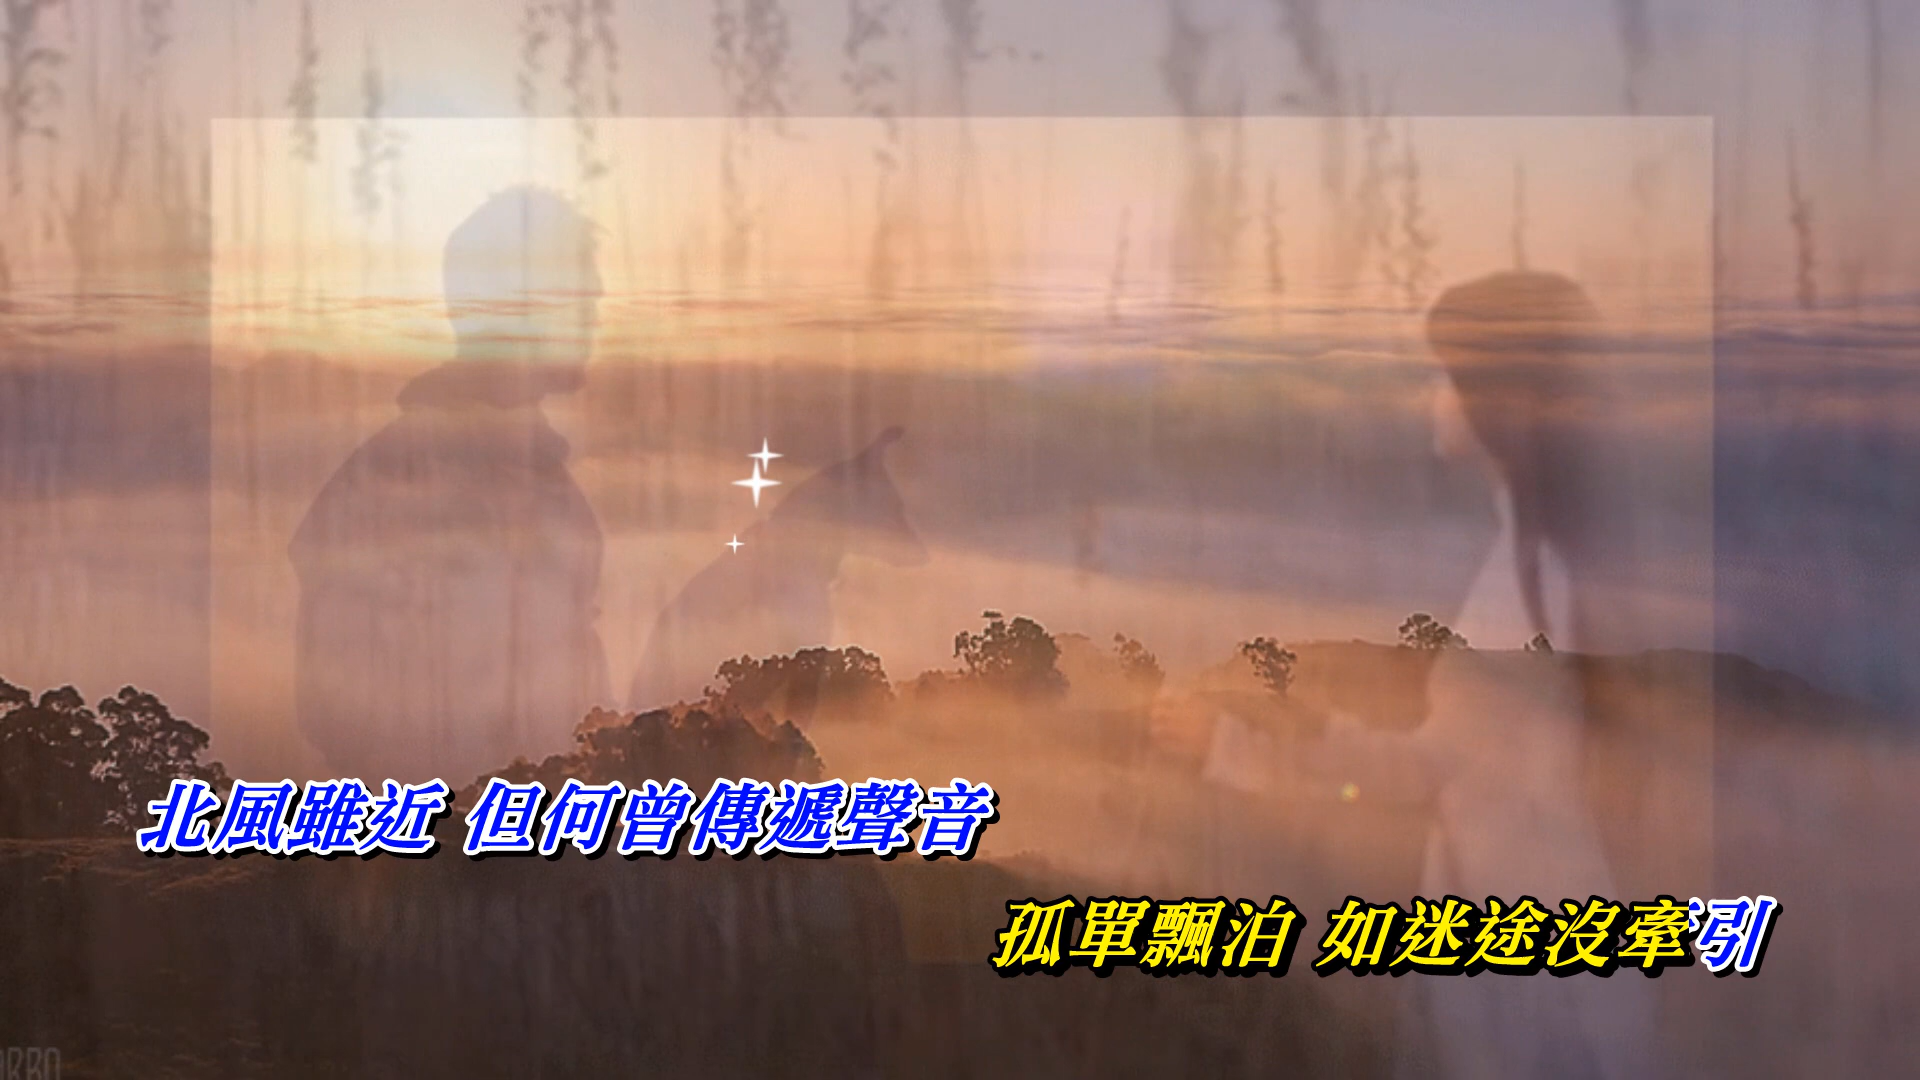 北風雖近 但何曾傳遞聲音
孤單飄泊 如迷途沒牽引